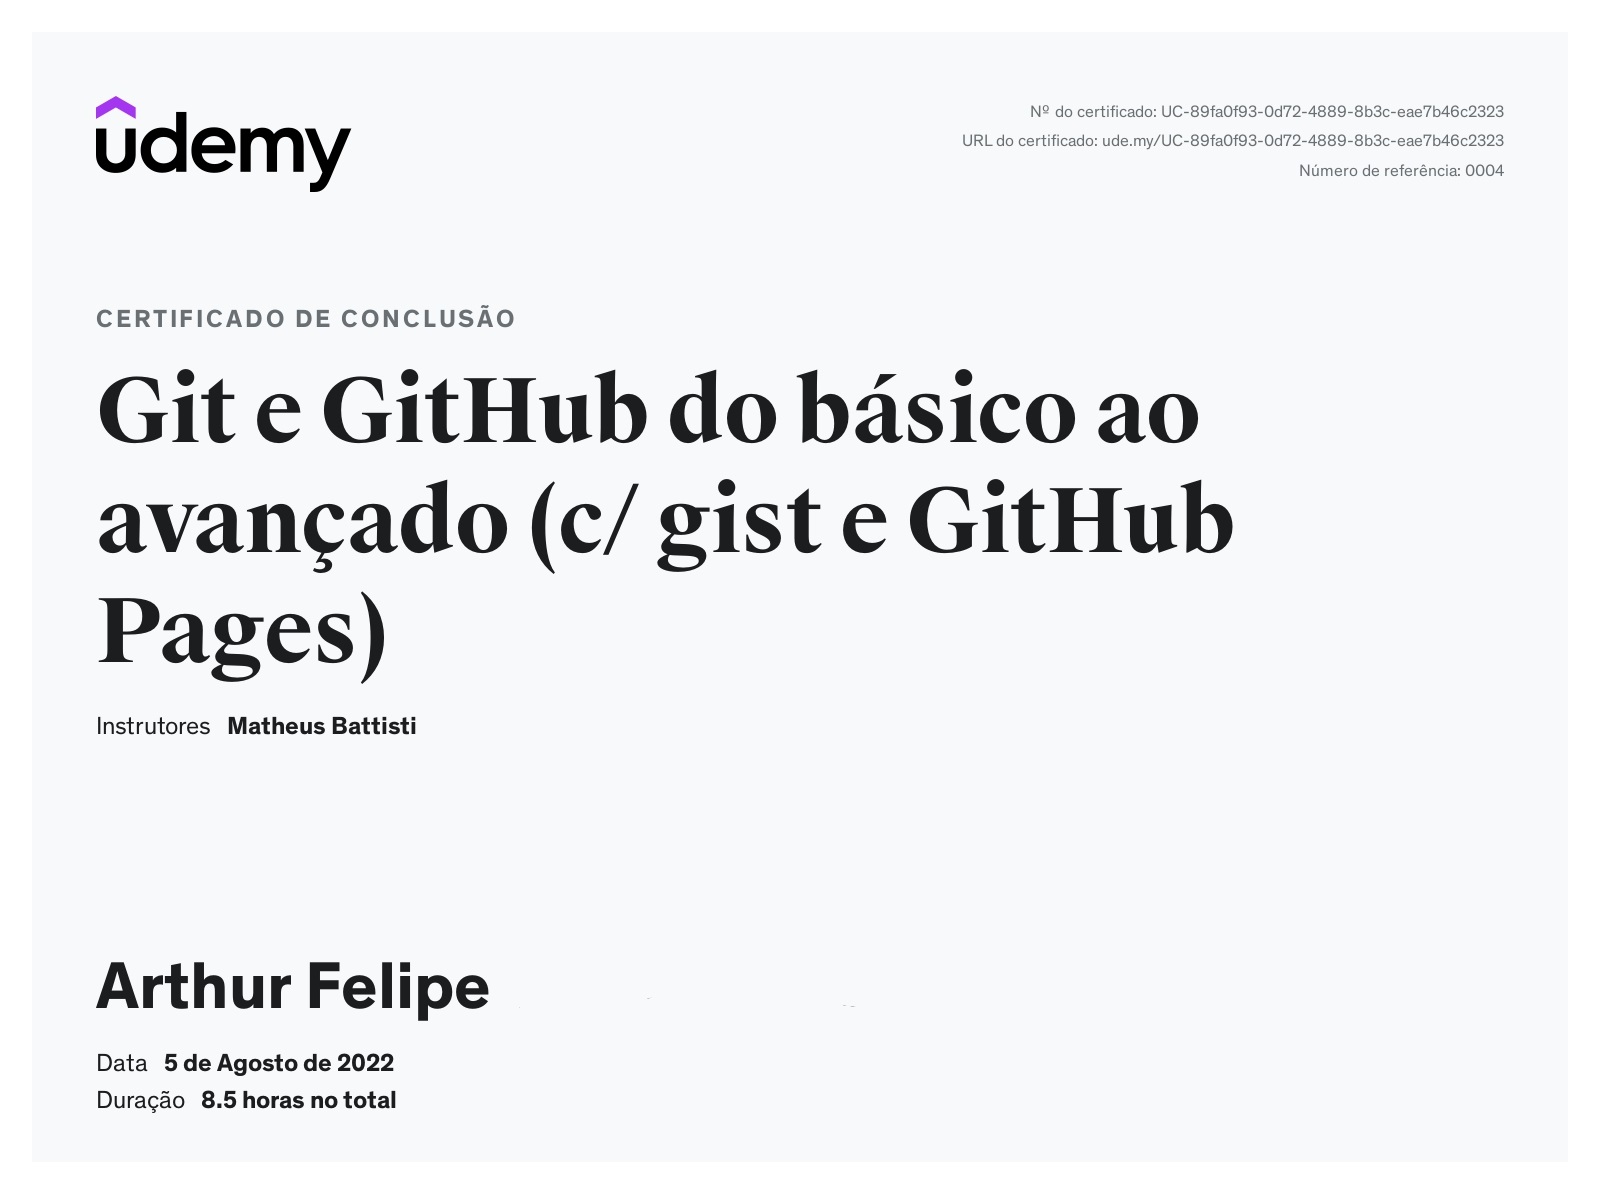 udemy
Nº do certificado: UC-89fa0f93-0d72-4889-8b3c-eae7b46c2323
URL do certificado: ude.my/UC-89fa0f93-0d72-4889-8b3c-eae7b46c2323
Número de referência: 0004
CERTIFICADO DE CONCLUSÃO
Git e GitHub do básico ao
avançado (c/ gist e GitHub
Pages)
Instrutores Matheus Battisti
Arthur Felipe
Data 5 de Agosto de 2022
Duração 8.5 horas no total